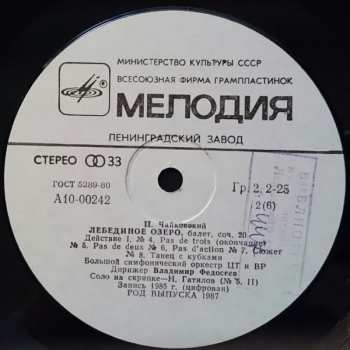 МИНИСТЕРСТВО КУЛЬТУРЫ СССР
ВСЕСОЮЗНАЯ ФИРМА ГРАМПЛАСТИНОК
МЕЛОДИЯ
ЛЕНИНГРАДСКИЙ ЗАВОД
СТЕРЕО 33
ГОСТ 5289-80
Гр. 2. 2-25
А10-00242
2(6)
П. Чайковский
ЛЕБЕДИНОЕ ОЗЕРО, балет, соч. 20
Действие I. № 4, Pas de trois (окончание)
№ 5, Pas de deux № 6, Pas d'action № 7, Сюжет
№ 8, Танец с кубками
Большой симфонический оркестр ЦТ и ВР
Дирижер Владимир Федосеев
Соло на скрипке—Н. Гатилов (№ 5, 11)
Запись 1985 г. (цифровая)
ГОД ВЫПУСКА 1987